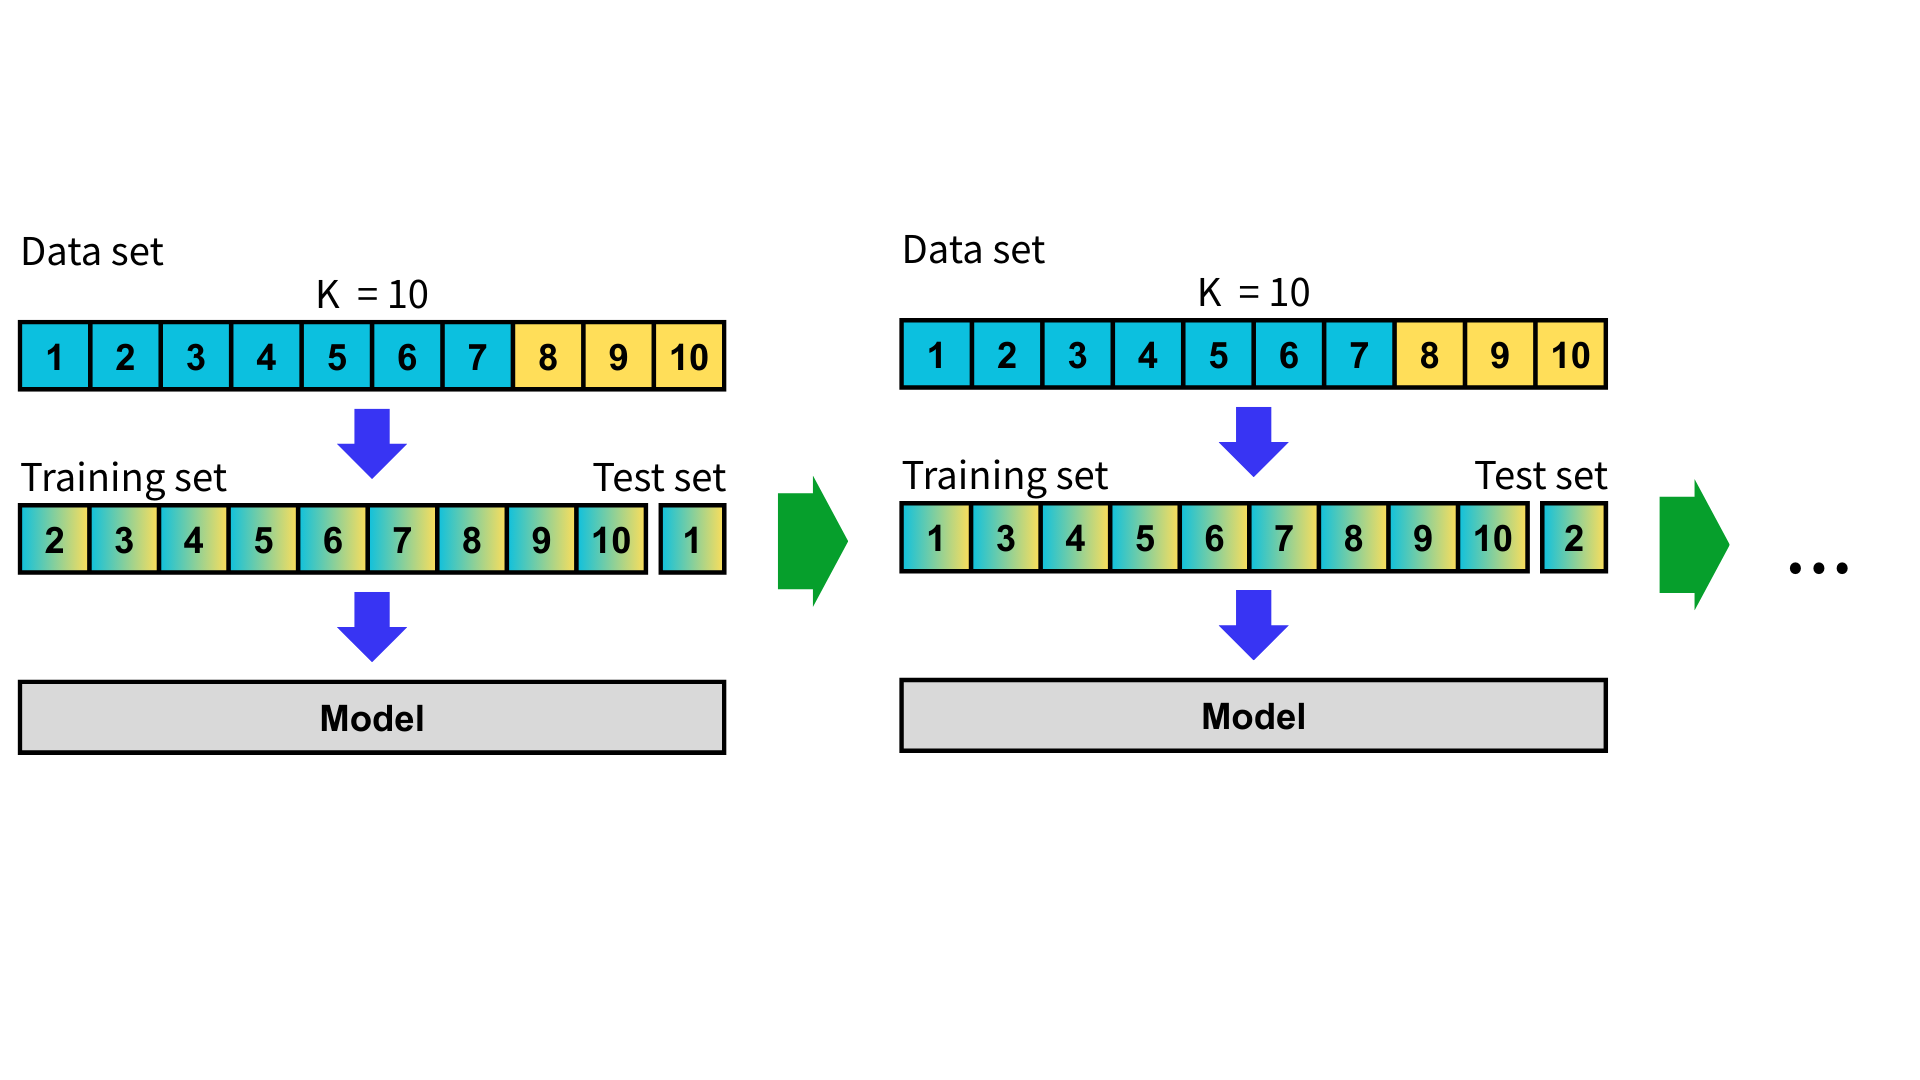 Data set
K = 10
1 2 3 4 5 6 7 8 9 10
Training set Test set
2 3 4 5 6 7 8 9 10 1
Model
Data set
K = 10
1 2 3 4 5 6 7 8 9 10
Training set Test set
1 3 4 5 6 7 8 9 10 2
Model
...